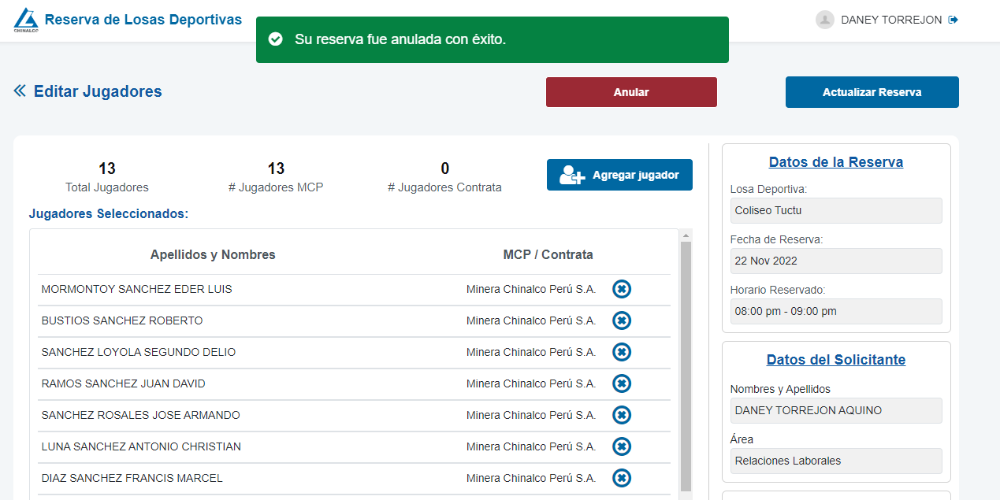 CHINALCO
Reserva de Losas Deportivas
Su reserva fue anulada con éxito.
DANEY TORREJON
Editar Jugadores
Anular
Actualizar Reserva
13
Total Jugadores
13
# Jugadores MCP
0
# Jugadores Contrata
Agregar jugador
Jugadores Seleccionados:
Apellidos y Nombres MCP / Contrata
MORMONTOY SANCHEZ EDER LUIS Minera Chinalco Perú S.A.
BUSTIOS SANCHEZ ROBERTO Minera Chinalco Perú S.A.
SANCHEZ LOYOLA SEGUNDO DELIO Minera Chinalco Perú S.A.
RAMOS SANCHEZ JUAN DAVID Minera Chinalco Perú S.A.
SANCHEZ ROSALES JOSE ARMANDO Minera Chinalco Perú S.A.
LUNA SANCHEZ ANTONIO CHRISTIAN Minera Chinalco Perú S.A.
DIAZ SANCHEZ FRANCIS MARCEL Minera Chinalco Perú S.A.
Datos de la Reserva
Losa Deportiva:
Coliseo Tuctu
Fecha de Reserva:
22 Nov 2022
Horario Reservado:
08:00 pm - 09:00 pm
Datos del Solicitante
Nombres y Apellidos
DANEY TORREJON AQUINO
Área
Relaciones Laborales